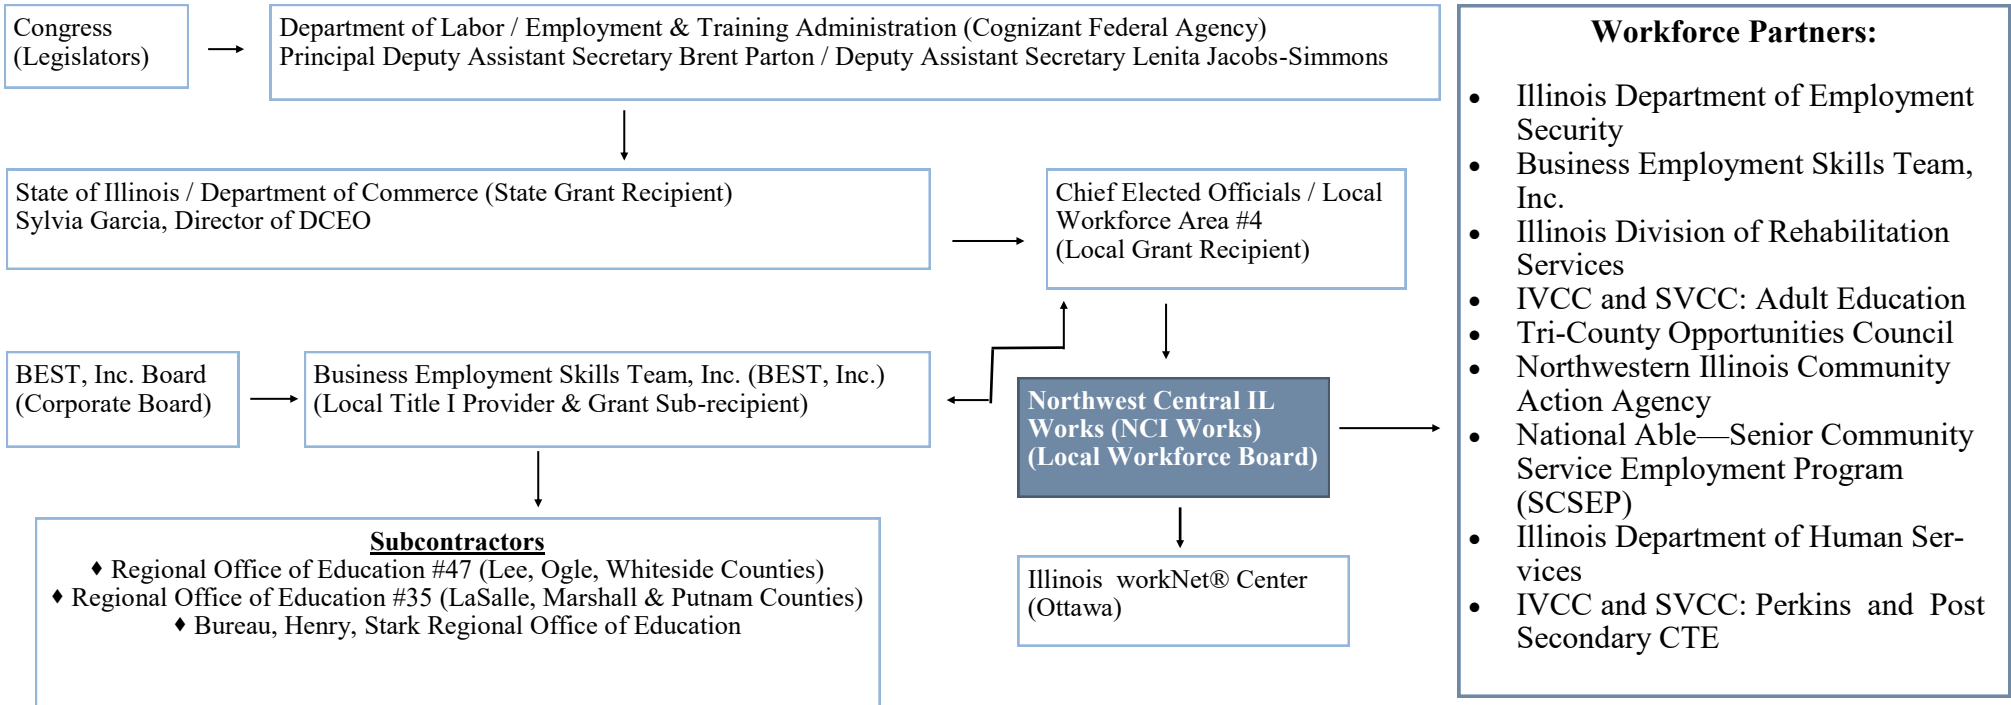 Congress
(Legislators)
Department of Labor / Employment & Training Administration (Cognizant Federal Agency)
Principal Deputy Assistant Secretary Brent Parton / Deputy Assistant Secretary Lenita Jacobs-Simmons
State of Illinois / Department of Commerce (State Grant Recipient)
Sylvia Garcia, Director of DCEO
Chief Elected Officials / Local
Workforce Area #4
(Local Grant Recipient)
BEST, Inc. Board
(Corporate Board)
Business Employment Skills Team, Inc. (BEST, Inc.)
(Local Title I Provider & Grant Sub-recipient)
Northwest Central IL
Works (NCI Works)
(Local Workforce Board)
Subcontractors
♦ Regional Office of Education #47 (Lee, Ogle, Whiteside Counties)
♦ Regional Office of Education #35 (LaSalle, Marshall & Putnam Counties)
♦ Bureau, Henry, Stark Regional Office of Education
Illinois workNet® Center
(Ottawa)
Workforce Partners:
• Illinois Department of Employment
Security
• Business Employment Skills Team,
Inc.
• Illinois Division of Rehabilitation
Services
• IVCC and SVCC: Adult Education
• Tri-County Opportunities Council
• Northwestern Illinois Community
Action Agency
• National Able—Senior Community
Service Employment Program
(SCSEP)
• Illinois Department of Human Ser-
vices
• IVCC and SVCC: Perkins and Post
Secondary CTE